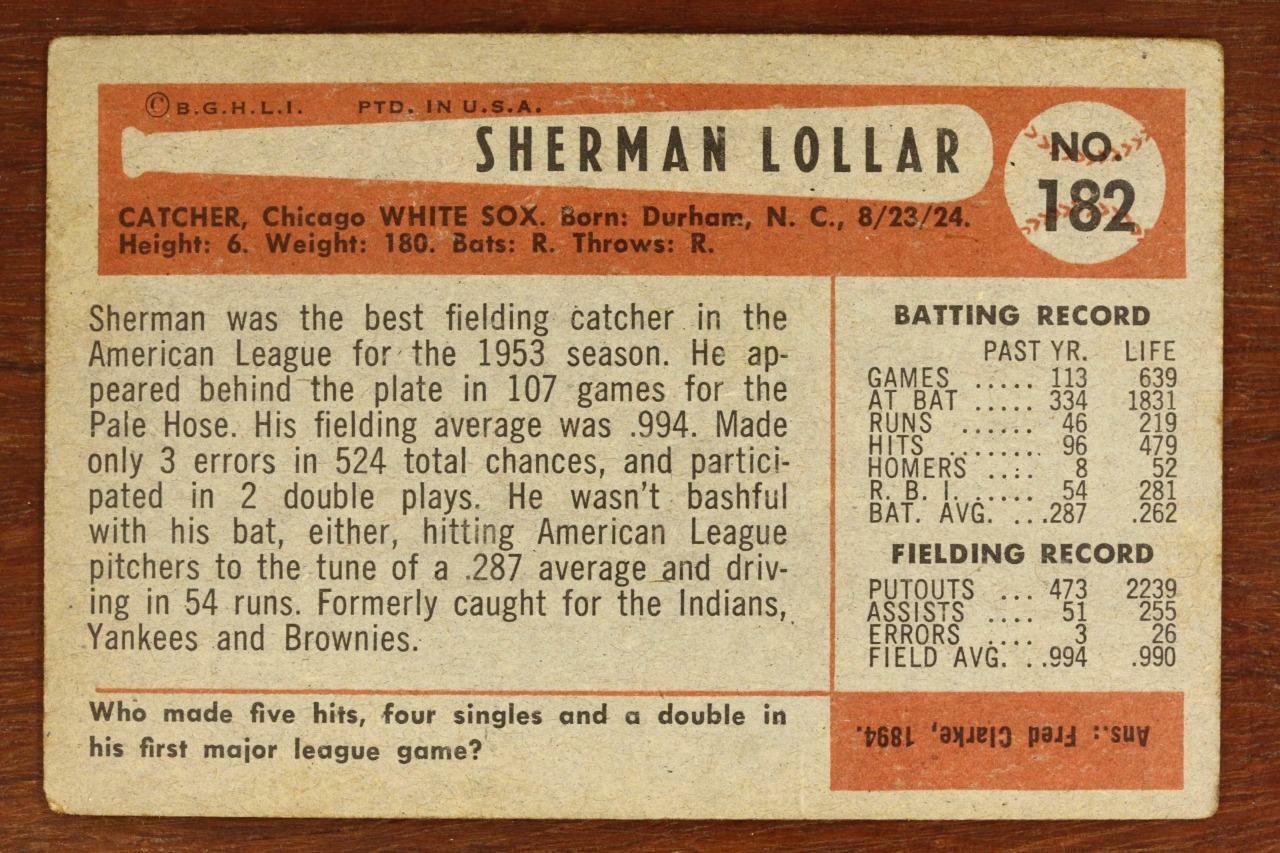 ©B.G.H.L.I. PTD. IN U.S.A.
SHERMAN LOLLAR
NO.
182
CATCHER, Chicago WHITE SOX. Born: Durham, N. C., 8/23/24.
Height: 6. Weight: 180. Bats: R. Throws: R.
Sherman was the best fielding catcher in the
American League for the 1953 season. He ap-
peared behind the plate in 107 games for the
Pale Hose. His fielding average was .994. Made
only 3 errors in 524 total chances, and partici-
pated in 2 double plays. He wasn't bashful
with his bat, either, hitting American League
pitchers to the tune of a .287 average and driv-
ing in 54 runs. Formerly caught for the Indians,
Yankees and Brownies.
BATTING RECORD
PAST YR. LIFE
GAMES ..... 113 639
AT BAT ..... 334 1831
RUNS ...... 46 219
HITS ........ 96 479
HOMERS .... 8 52
R. B. I. ...... 54 281
BAT. AVG. ...287 .262
FIELDING RECORD
PUTOUTS ... 473 2239
ASSISTS .... 51 255
ERRORS .... 3 26
FIELD AVG. ..994 .990
Who made five hits, four singles and a double in
his first major league game?
Ans.: Fred Clarke, 1894.